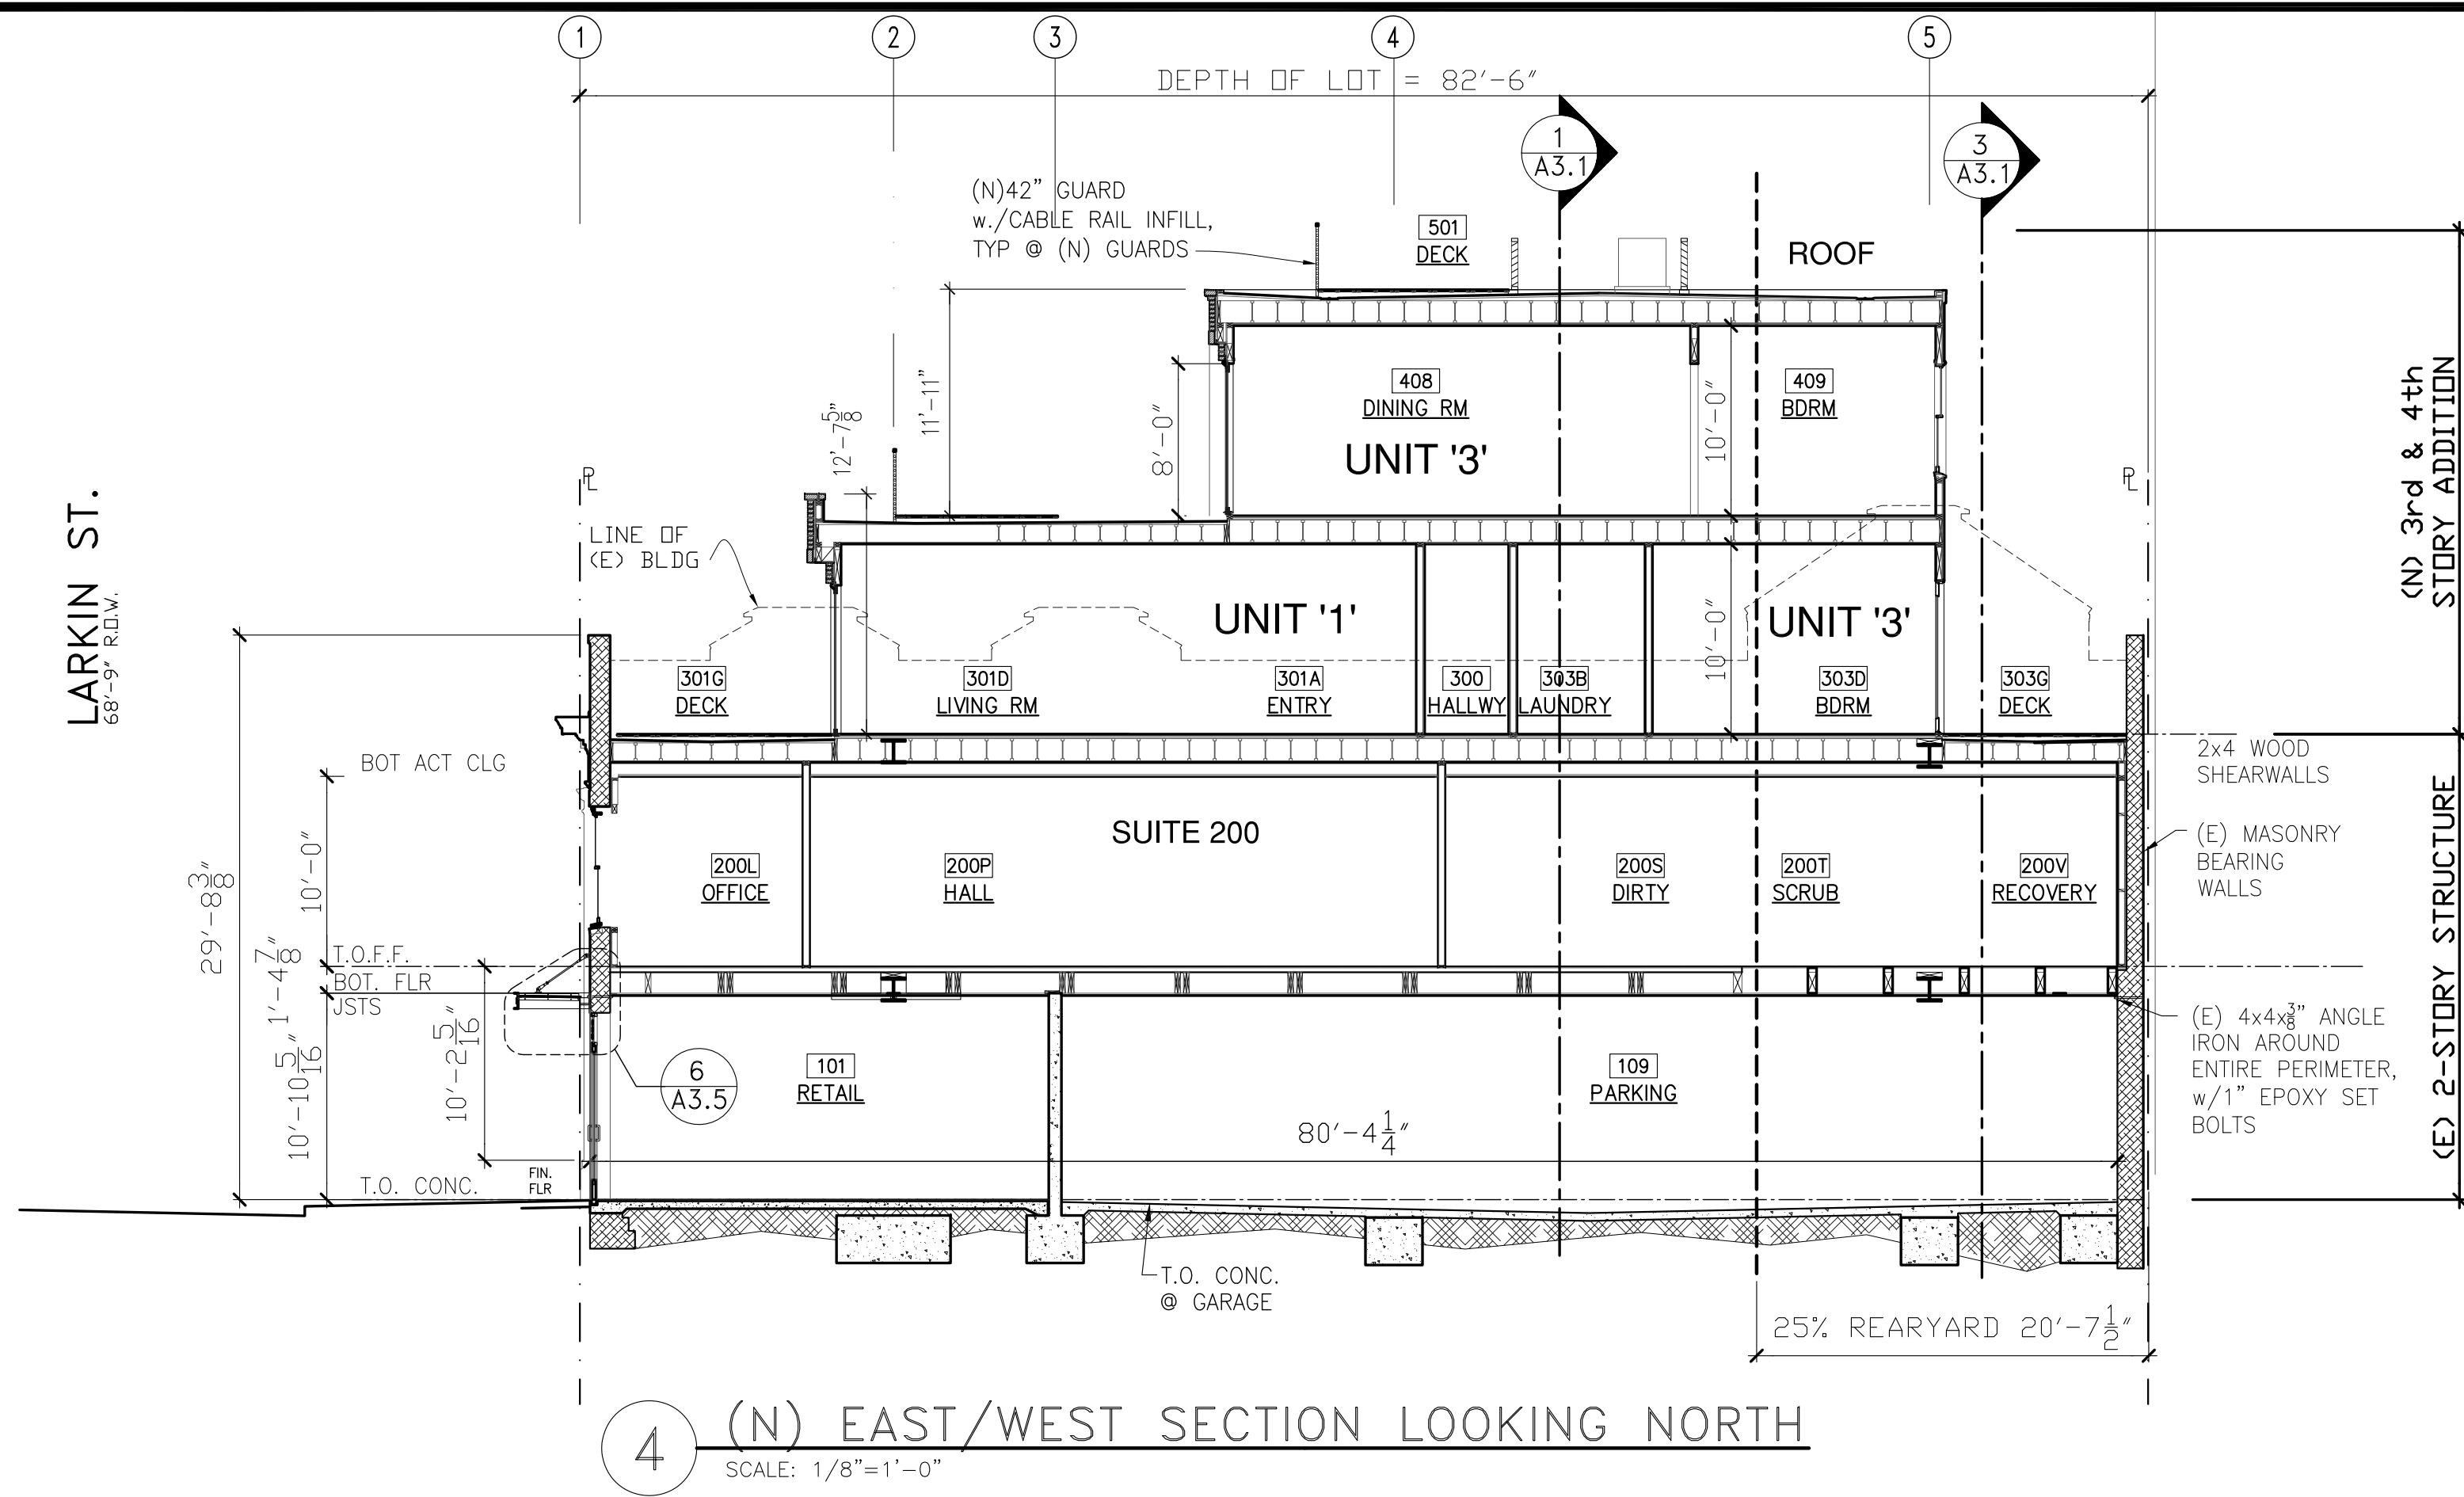 1
2
3
4
5
DEPTH OF LOT = 82'-6"
1
A3.1
3
A3.1
(N)42" GUARD
w./CABLE RAIL INFILL,
TYP @ (N) GUARDS
501
DECK
ROOF
11'-11"
12'-7 5/8"
8'-0"
408
DINING RM
409
BDRM
10'-0"
UNIT '3'
(N) 3rd & 4th
STORY ADDITION
LARKIN ST.
68'-9" R.O.W.
PL
PL
LINE OF
(E) BLDG
UNIT '1'
UNIT '3'
10'-0"
301G
DECK
301D
LIVING RM
301A
ENTRY
300
HALLWY
303B
LAUNDRY
303D
BDRM
303G
DECK
BOT ACT CLG
2x4 WOOD
SHEARWALLS
(E) MASONRY
BEARING
WALLS
SUITE 200
29'-8 3/8"
10'-0"
200L
OFFICE
200P
HALL
200S
DIRTY
200T
SCRUB
200V
RECOVERY
(E) 2-STORY STRUCTURE
T.O.F.F.
BOT. FLR
JSTS
1'-4 7/8"
10'-10 5/16"
10'-2 5/16"
6
A3.5
101
RETAIL
109
PARKING
80'-4 1/4"
(E) 4x4x3/8" ANGLE
IRON AROUND
ENTIRE PERIMETER,
w/1" EPOXY SET
BOLTS
T.O. CONC.
FIN.
FLR
T.O. CONC.
@ GARAGE
25% REARYARD 20'-7 1/2"
4
(N) EAST/WEST SECTION LOOKING NORTH
SCALE: 1/8"=1'-0"